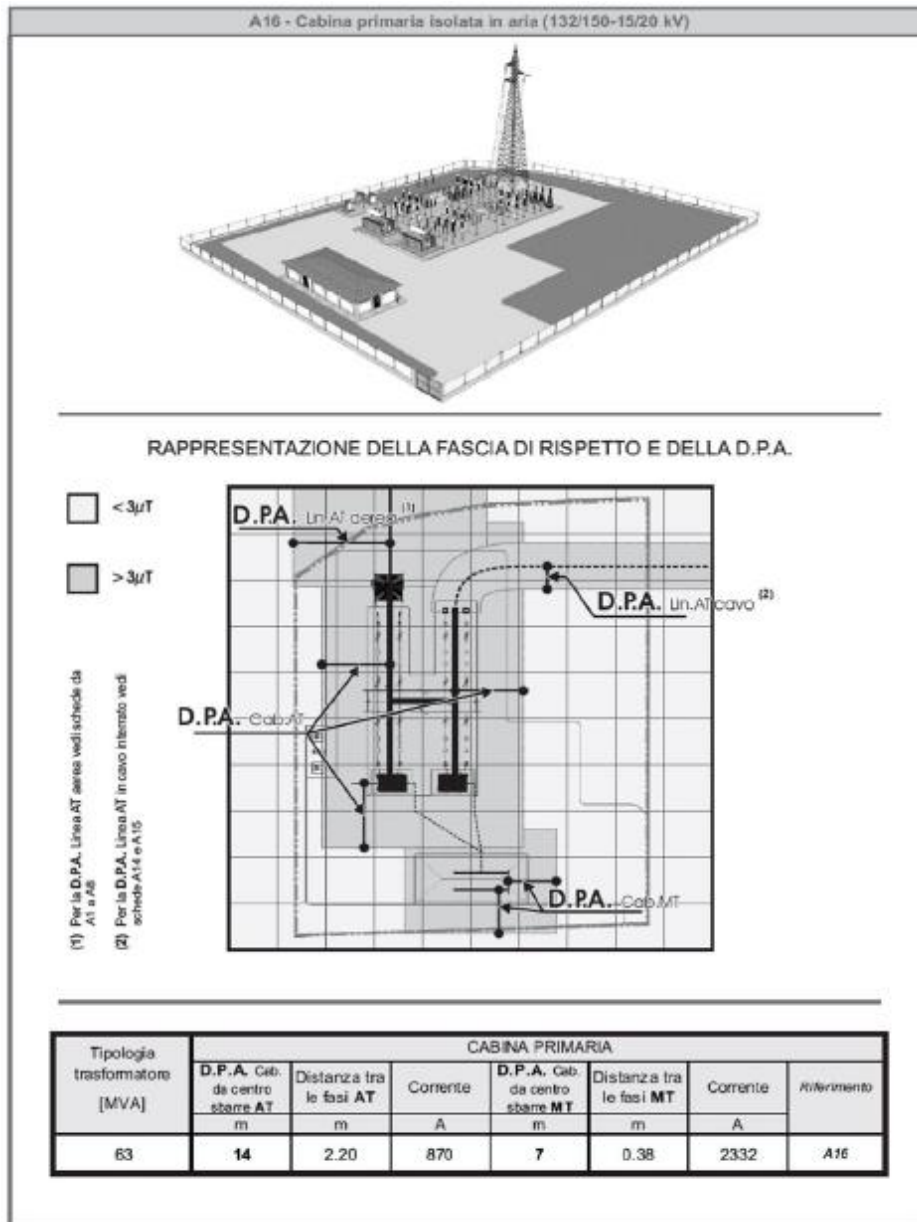 A16 - Cabina primaria isolata in aria (132/150-15/20 kV)
RAPPRESENTAZIONE DELLA FASCIA DI RISPETTO E DELLA D.P.A.
< 3µT
> 3µT
D.P.A. Lin.AT aerea (1)
D.P.A. Lin.AT cavo (2)
D.P.A. Cab.AT
D.P.A. Cab.MT
(1) Per la D.P.A. Linea AT aerea vedi schede da
A1 a A8
(2) Per la D.P.A. Linea AT in cavo interrato vedi
schede A14 e A15
Tipologia
trasformatore
[MVA]
CABINA PRIMARIA
D.P.A. Cab.
da centro
sbarre AT
Distanza tra
le fasi AT
Corrente
D.P.A. Cab.
da centro
sbarre MT
Distanza tra
le fasi MT
Corrente
Riferimento
m m A m m A
63 14 2.20 870 7 0.38 2332 A16